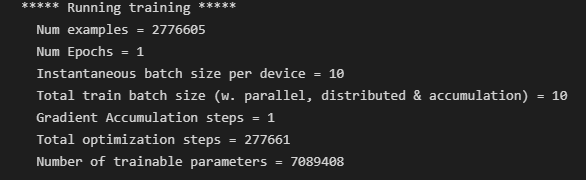 ***** Running training *****
Num examples = 2776605
Num Epochs = 1
Instantaneous batch size per device = 10
Total train batch size (w. parallel, distributed & accumulation) = 10
Gradient Accumulation steps = 1
Total optimization steps = 277661
Number of trainable parameters = 7089408